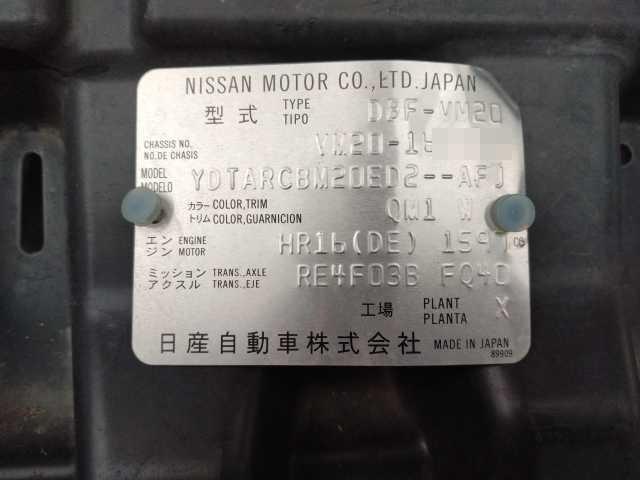 NISSAN MOTOR CO.,LTD.JAPAN
型式 TYPE TIPO DBF-VM20
CHASSIS NO. NO.DE CHASIS VM20-18
MODEL MODELO YDTARCBM20ED2--AFJ
カラー COLOR,TRIM トリム COLOR,GUARNICION QM1 W
エンジン ENGINE MOTOR HR16(DE) 1597 cc
ミッション TRANS.,AXLE アクスル TRANS.,EJE RE4F03B FQ40
工場 PLANT PLANTA X
日産自動車株式会社 MADE IN JAPAN
89909